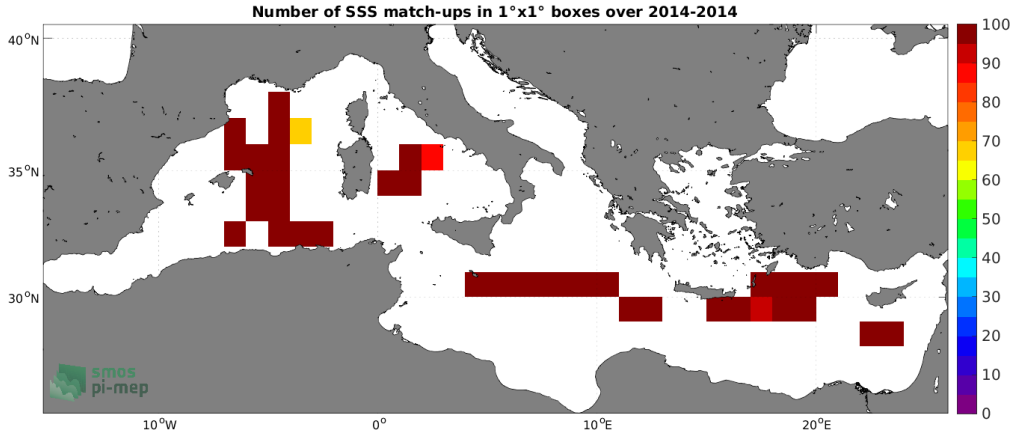 Number of SSS match-ups in 1°x1° boxes over 2014-2014
40°N
35°N
30°N
10°W
0°
10°E
20°E
100
90
80
70
60
50
40
30
20
10
0
smos
pi-mep